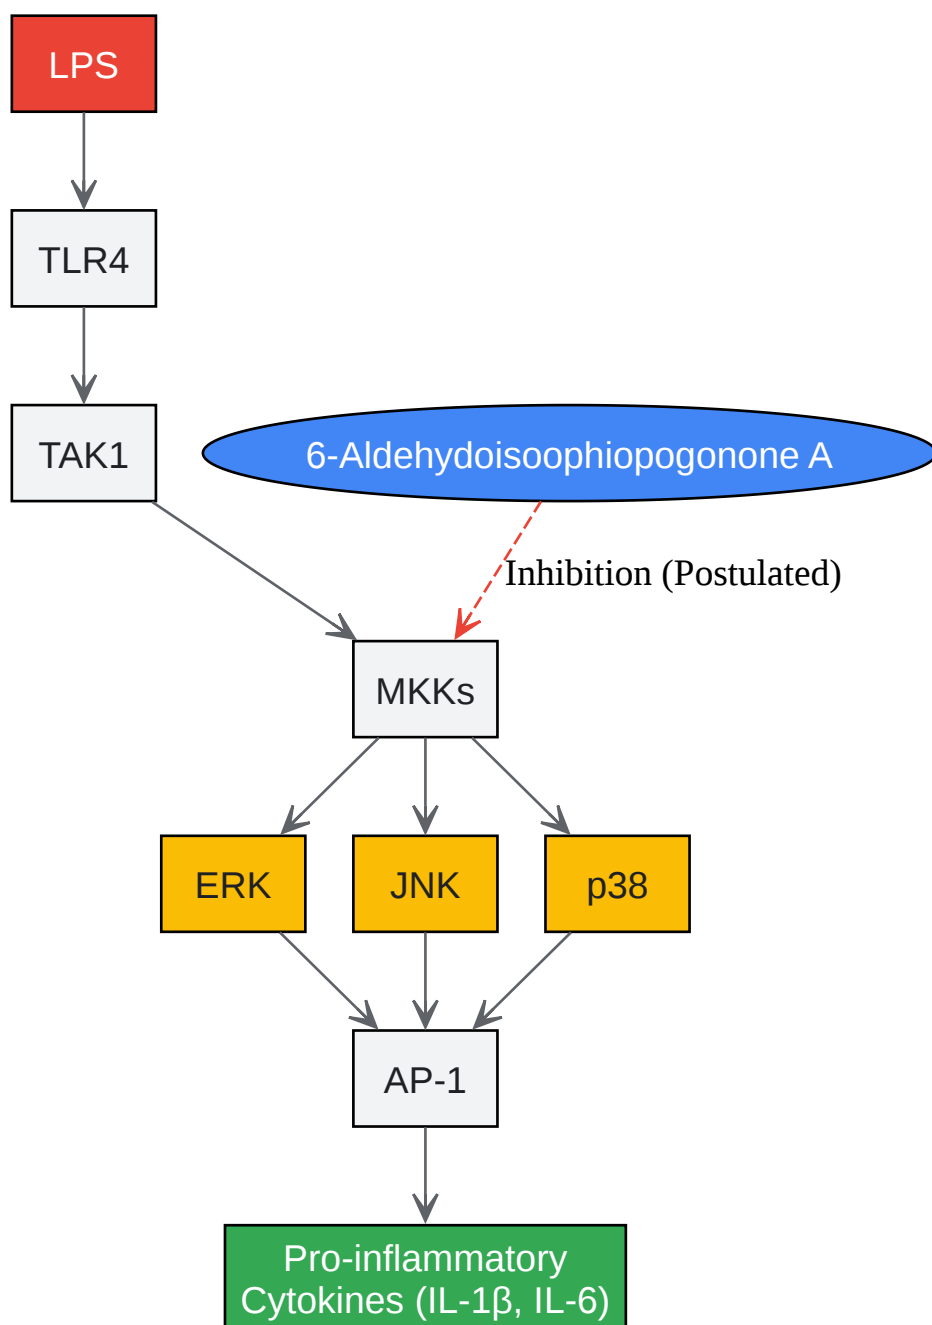 LPS
TLR4
TAK1
6-Aldehydoisoophiopogonone A
Inhibition (Postulated)
MKKs
ERK
JNK
p38
AP-1
Pro-inflammatory
Cytokines (IL-1β, IL-6)